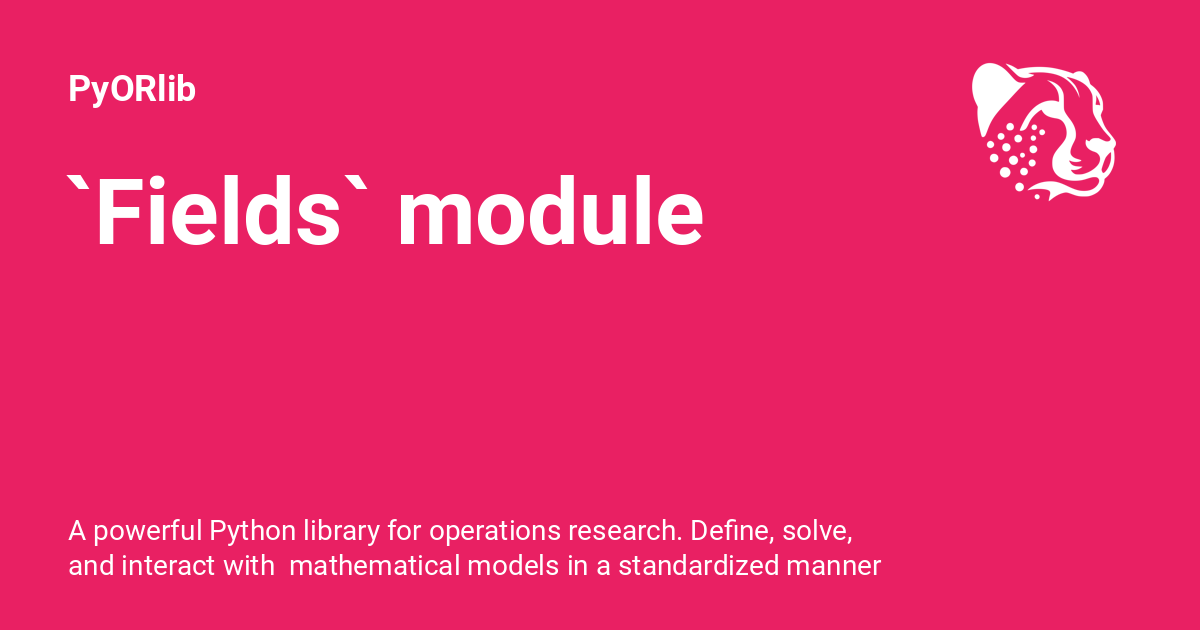 PyORlib
`Fields` module
A powerful Python library for operations research. Define, solve,
and interact with  mathematical models in a standardized manner